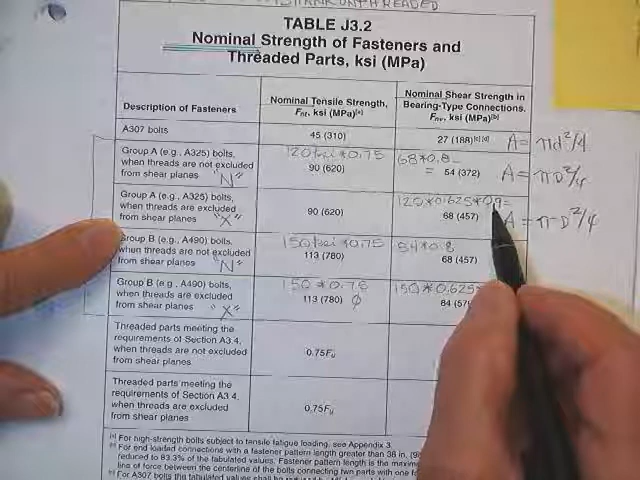 SHANK UNTHREADED
TABLE J3.2
Nominal Strength of Fasteners and
Threaded Parts, ksi (MPa)
Description of Fasteners
Nominal Tensile Strength,
Fnt, ksi (MPa)[a]
Nominal Shear Strength in
Bearing-Type Connections,
Fnv, ksi (MPa)[b]
A307 bolts
45 (310)
27 (188)[c] [d]
A = πd²/4
Group A (e.g., A325) bolts,
when threads are not excluded
from shear planes "N"
120 ksi * 0.75
90 (620)
68*0.8
= 54 (372)
A = πD²/4
Group A (e.g., A325) bolts,
when threads are excluded
from shear planes "X"
90 (620)
120*0.625*0.9=
68 (457)
A = πD²/4
Group B (e.g., A490) bolts,
when threads are not excluded
from shear planes "N"
150 ksi *0.75
113 (780)
84*0.8
68 (457)
Group B (e.g., A490) bolts,
when threads are excluded
from shear planes "X"
150 *0.75
113 (780)
150*0.625
84 (57
Threaded parts meeting the
requirements of Section A3.4,
when threads are not excluded
from shear planes
0.75Fu
Threaded parts meeting the
requirements of Section A3.4,
when threads are excluded
from shear planes
0.75Fu
[a] For high-strength bolts subject to tensile fatigue loading, see Appendix 3.
[b] For end loaded connections with a fastener pattern length greater than 38 in. (9
reduced to 83.3% of the tabulated values. Fastener pattern length is the maxim
line of force between the centerline of the bolts connecting two parts with one f
[c] For A307 bolts the tabulated values shall be reduced by